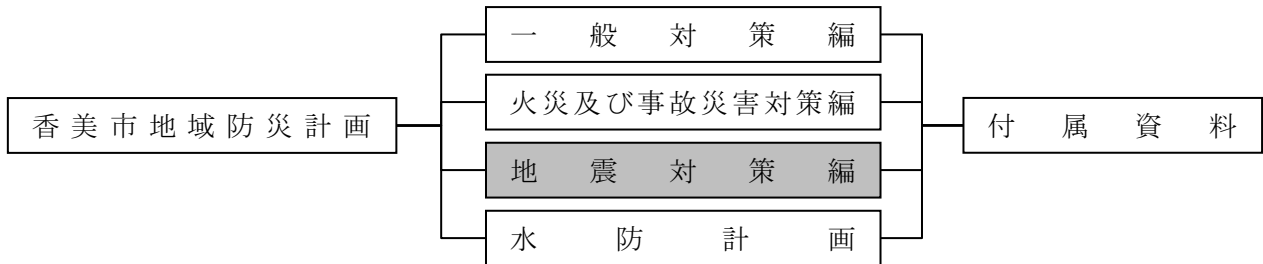 香美市地域防災計画
一般対策編
火災及び事故災害対策編
地震対策編
水防計画
付属資料